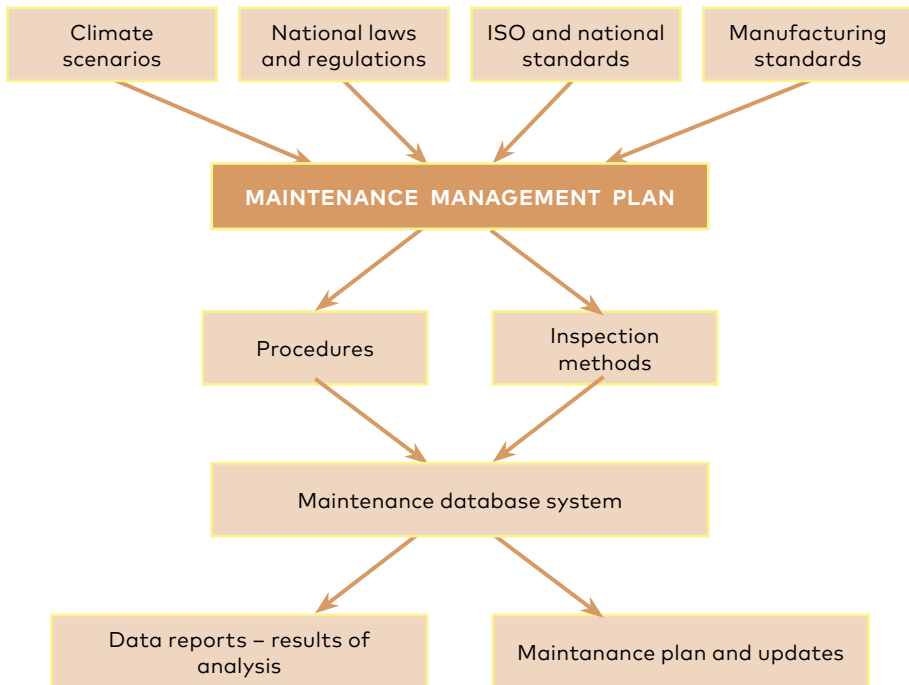 Climate
scenarios
National laws
and regulations
ISO and national
standards
Manufacturing
standards
MAINTENANCE MANAGEMENT PLAN
Procedures
Inspection
methods
Maintenance database system
Data reports – results of
analysis
Maintanance plan and updates